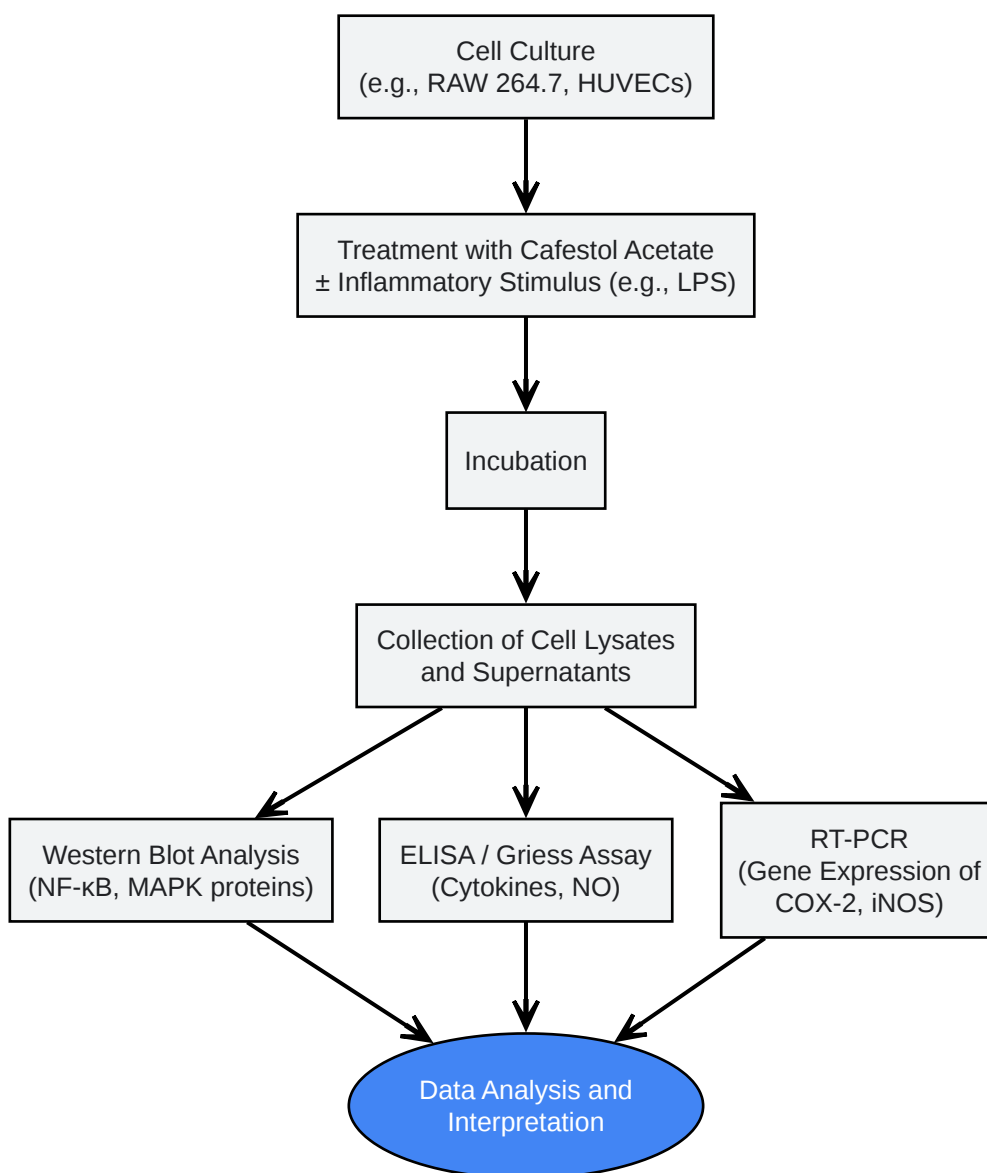 Cell Culture
(e.g., RAW 264.7, HUVECs)
Treatment with Cafestol Acetate
± Inflammatory Stimulus (e.g., LPS)
Incubation
Collection of Cell Lysates
and Supernatants
Western Blot Analysis
(NF-κB, MAPK proteins)
ELISA / Griess Assay
(Cytokines, NO)
RT-PCR
(Gene Expression of
COX-2, iNOS)
Data Analysis and
Interpretation